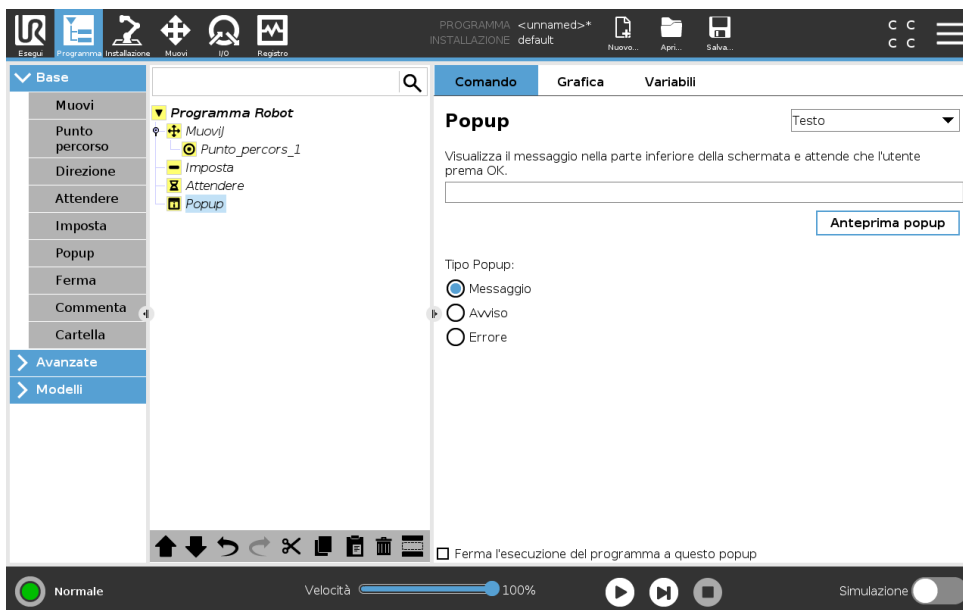 PROGRAMMA <unnamed>*
INSTALLAZIONE default
Esegui
Programma
Installazione
Muovi
I/O
Registro
Nuovo...
Apri...
Salva...
C C
C C
Base
Muovi
Punto
percorso
Direzione
Attendere
Imposta
Popup
Ferma
Commenta
Cartella
Avanzate
Modelli
Programma Robot
MuoviJ
Punto_percors_1
Imposta
Attendere
Popup
Comando
Grafica
Variabili
Popup
Testo
Visualizza il messaggio nella parte inferiore della schermata e attende che l'utente
prema OK.
Anteprima popup
Tipo Popup:
Messaggio
Avviso
Errore
Ferma l'esecuzione del programma a questo popup
Normale
Velocità
100%
Simulazione